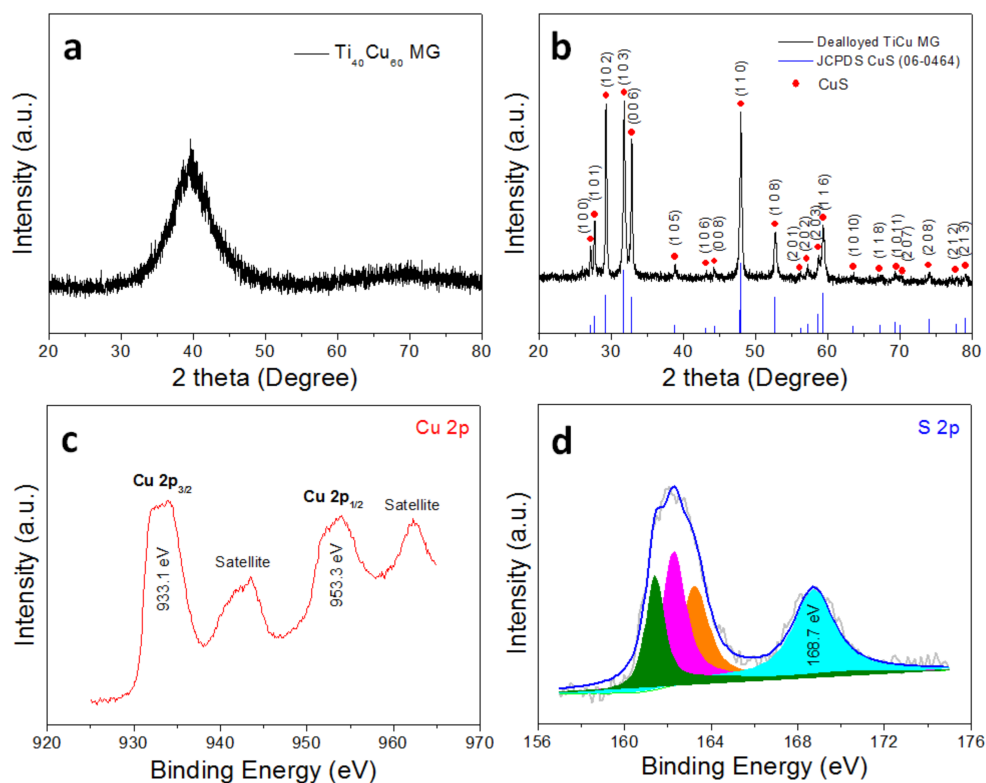 a
Ti40Cu60 MG
Intensity (a.u.)
20 30 40 50 60 70 80
2 theta (Degree)
b
Dealloyed TiCu MG
JCPDS CuS (06-0464)
CuS
(1 0 0)
(1 0 1)
(1 0 2)
(1 0 3)
(0 0 6)
(1 0 5)
(1 0 6)
(0 0 8)
(1 1 0)
(1 0 8)
(2 0 1)
(2 0 2)
(2 0 3)
(1 1 6)
(1 0 10)
(1 1 8)
(1 0 11)
(2 0 7)
(2 0 8)
(2 1 2)
(2 1 3)
Intensity (a.u.)
20 30 40 50 60 70 80
2 theta (Degree)
c
Cu 2p
Cu 2p3/2
933.1 eV
Satellite
Cu 2p1/2
953.3 eV
Satellite
Intensity (a.u.)
920 930 940 950 960 970
Binding Energy (eV)
d
S 2p
168.7 eV
Intensity (a.u.)
156 160 164 168 172 176
Binding Energy (eV)